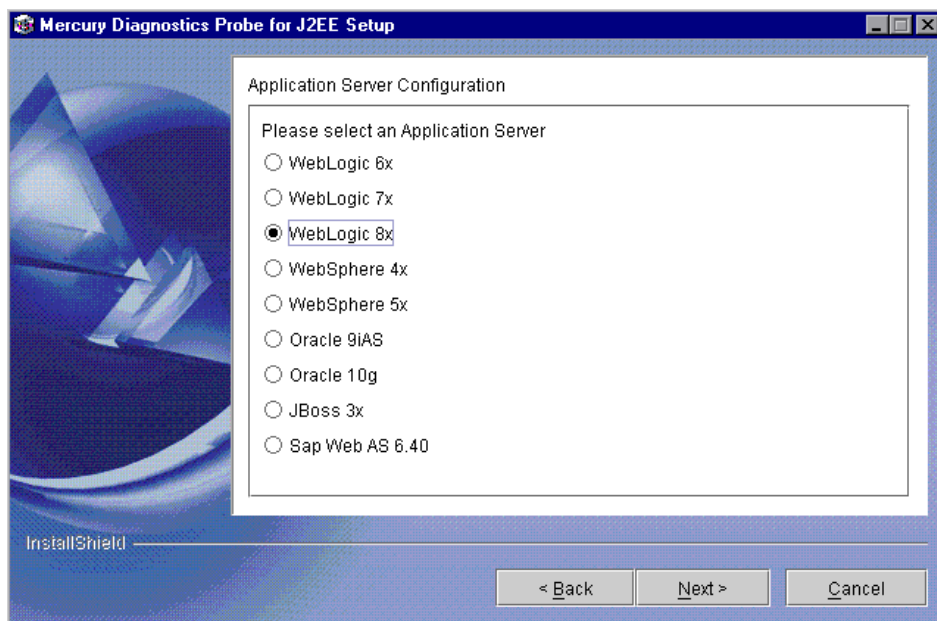 Mercury Diagnostics Probe for J2EE Setup
Application Server Configuration
Please select an Application Server
WebLogic 6x
WebLogic 7x
WebLogic 8x
WebSphere 4x
WebSphere 5x
Oracle 9iAS
Oracle 10g
JBoss 3x
Sap Web AS 6.40
InstallShield
< Back Next > Cancel